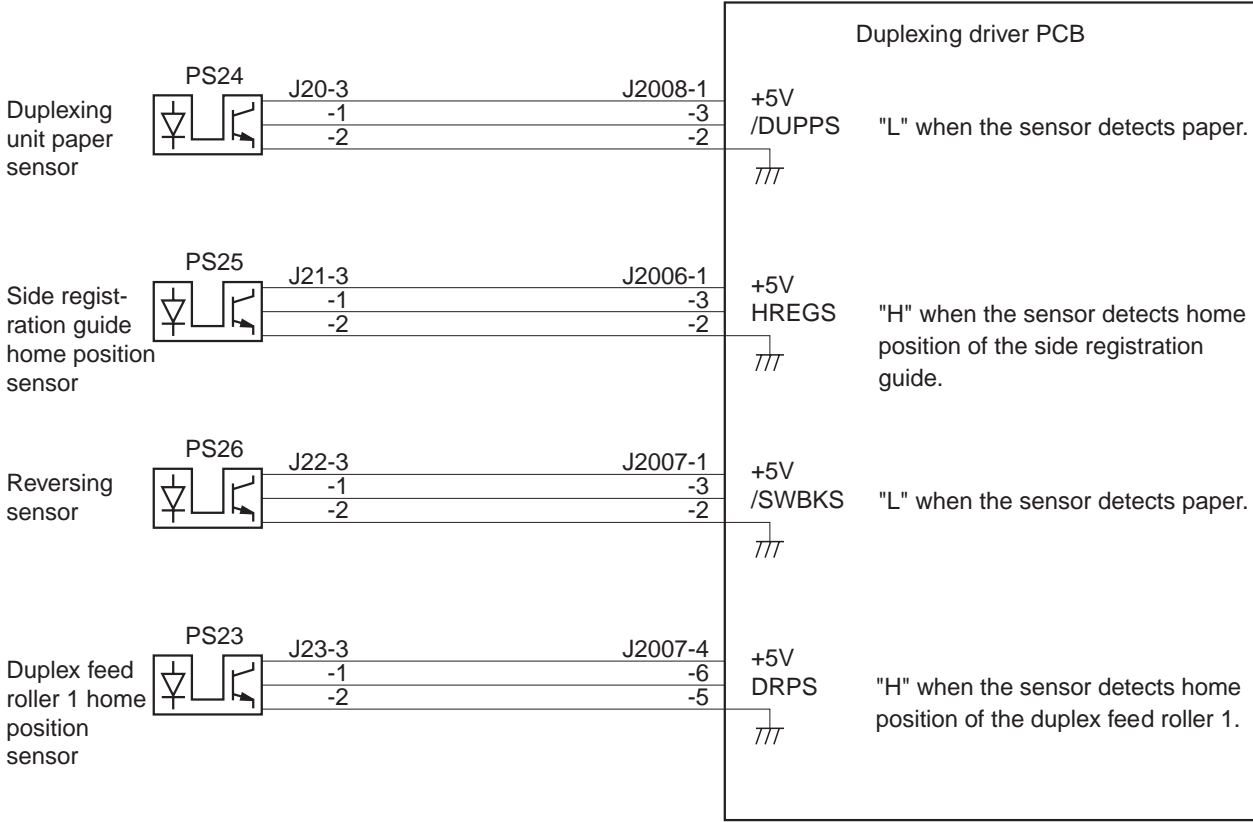 Duplexing driver PCB
PS24
Duplexing
unit paper
sensor
J20-3
-1
-2
J2008-1
-3
-2
+5V
/DUPPS
"L" when the sensor detects paper.
PS25
Side regist-
ration guide
home position
sensor
J21-3
-1
-2
J2006-1
-3
-2
+5V
HREGS
"H" when the sensor detects home
position of the side registration
guide.
PS26
Reversing
sensor
J22-3
-1
-2
J2007-1
-3
-2
+5V
/SWBKS
"L" when the sensor detects paper.
PS23
Duplex feed
roller 1 home
position
sensor
J23-3
-1
-2
J2007-4
-6
-5
+5V
DRPS
"H" when the sensor detects home
position of the duplex feed roller 1.